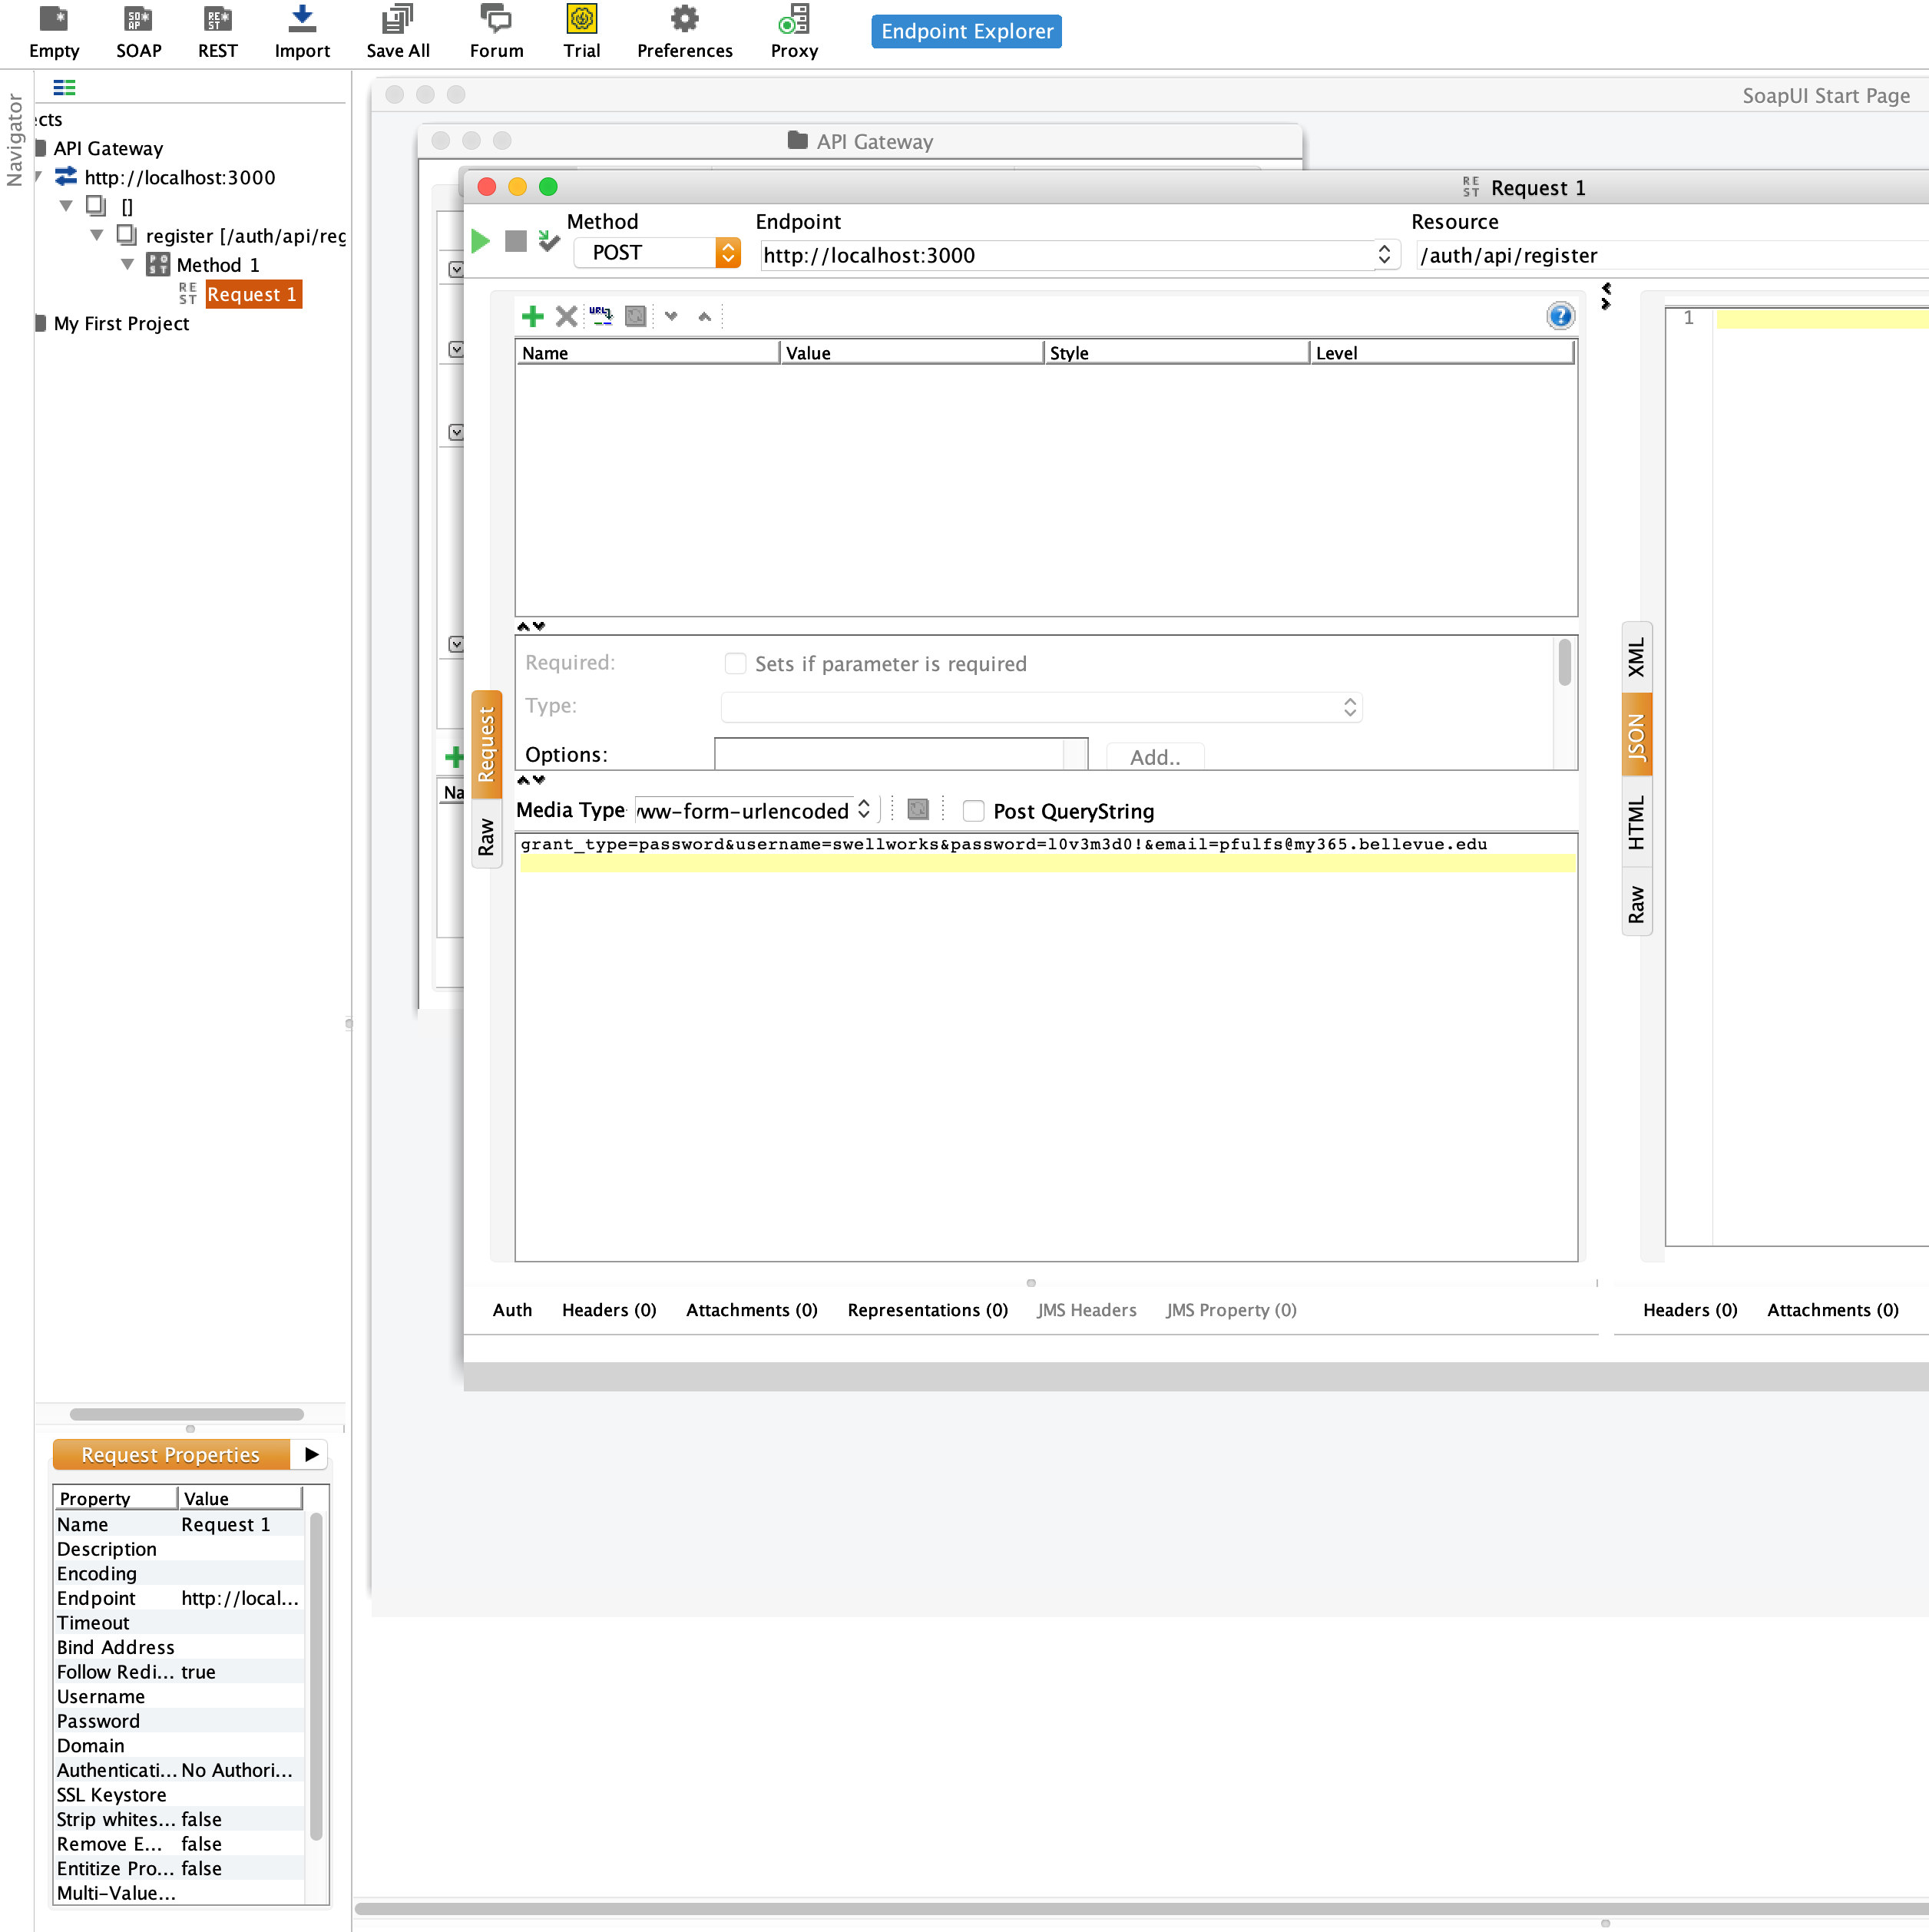 Empty
SOAP
REST
Import
Save All
Forum
Trial
Preferences
Proxy
Endpoint Explorer
Navigator
cts
API Gateway
http://localhost:3000
[]
register [/auth/api/reg
Method 1
REST Request 1
My First Project
SoapUI Start Page
API Gateway
REST Request 1
Method
Endpoint
Resource
POST
http://localhost:3000
/auth/api/register
Name
Value
Style
Level
Required:
Sets if parameter is required
Type:
Options:
Add..
Request
Raw
Na
Media Type
ww-form-urlencoded
Post QueryString
grant_type=password&username=swellworks&password=l0v3m3d0!&email=pfulfs@my365.bellevue.edu
1
XML
JSON
HTML
Raw
Auth
Headers (0)
Attachments (0)
Representations (0)
JMS Headers
JMS Property (0)
Headers (0)
Attachments (0)
Request Properties
Property Value
Name Request 1
Description
Encoding
Endpoint http://local...
Timeout
Bind Address
Follow Redi... true
Username
Password
Domain
Authenticati... No Authori...
SSL Keystore
Strip whites... false
Remove E... false
Entitize Pro... false
Multi-Value...